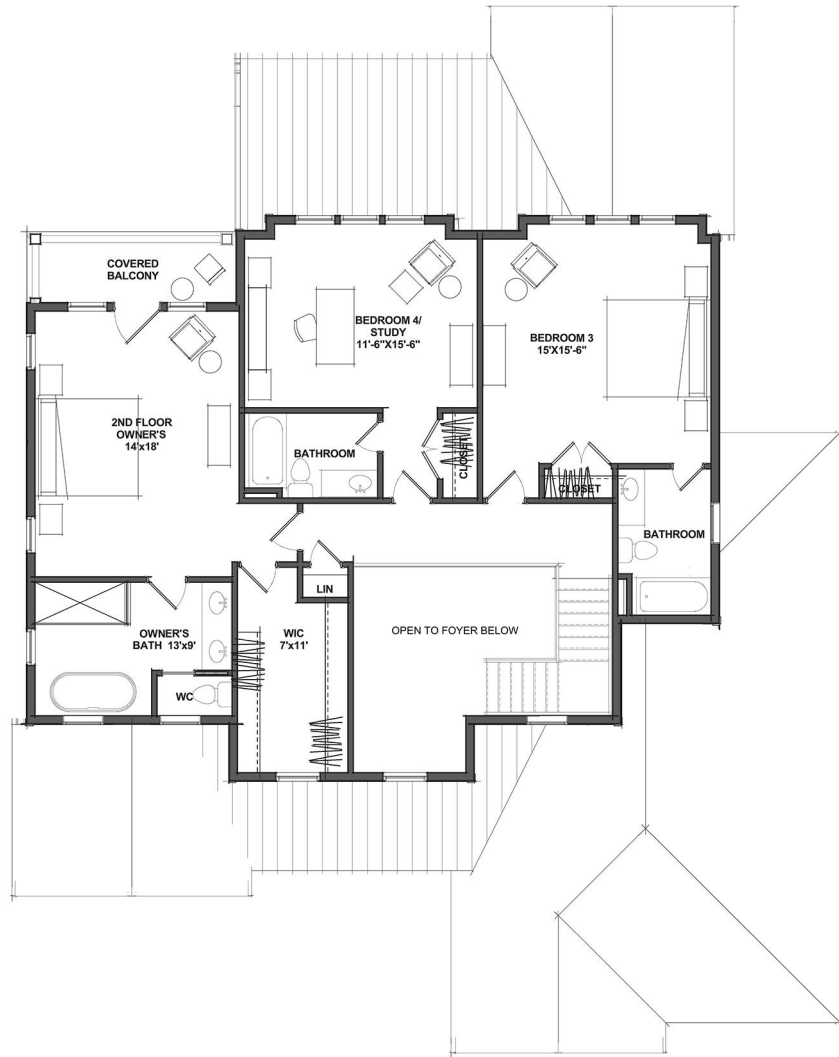 COVERED
BALCONY
BEDROOM 4/
STUDY
11'-6"X15'-6"
BEDROOM 3
15'X15'-6"
2ND FLOOR
OWNER'S
14'x18'
BATHROOM
CLOSET
CLOSET
BATHROOM
LIN
OWNER'S
BATH 13'x9'
WIC
7'x11'
OPEN TO FOYER BELOW
WC